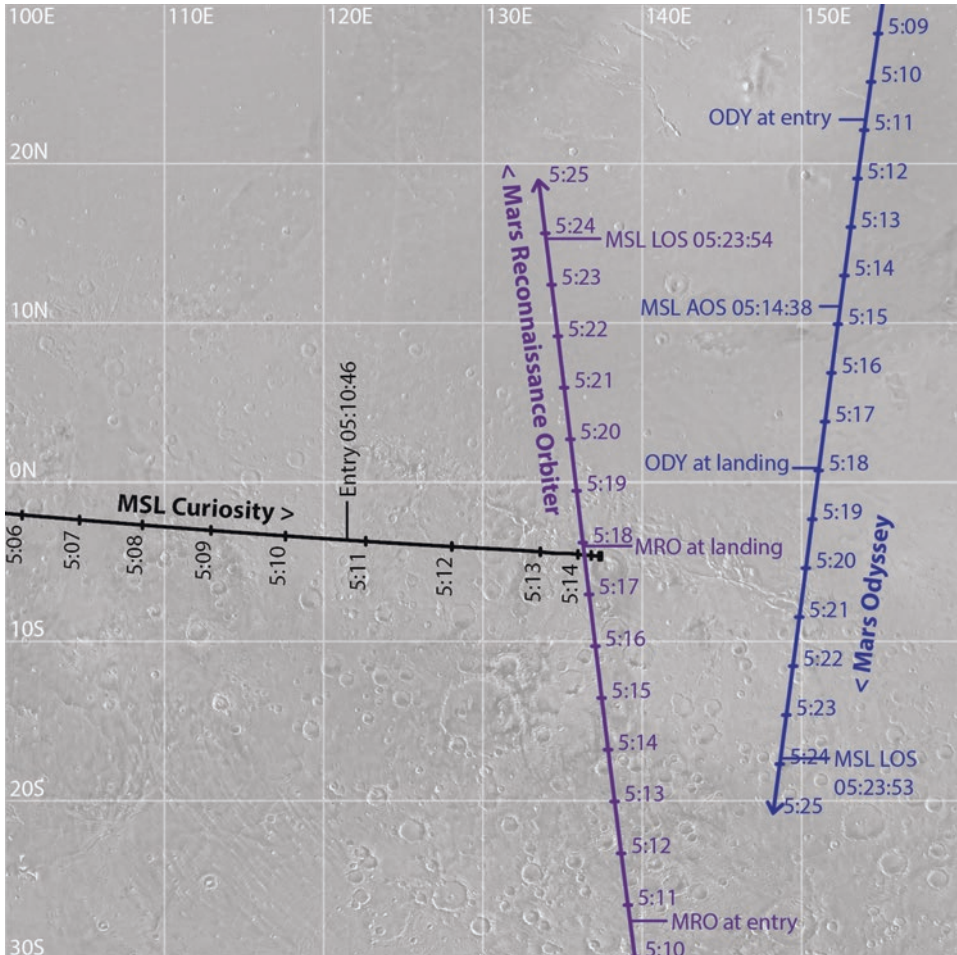 100E
110E
120E
130E
140E
150E
20N
10N
0N
10S
20S
30S
MSL Curiosity >
Entry 05:10:46
5:06
5:07
5:08
5:09
5:10
5:11
5:12
5:13
5:14
< Mars Reconnaissance Orbiter
5:25
5:24
MSL LOS 05:23:54
5:23
5:22
5:21
5:20
5:19
5:18
MRO at landing
5:17
5:16
5:15
5:14
5:13
5:12
5:11
MRO at entry
5:10
5:09
5:10
ODY at entry
5:11
5:12
5:13
5:14
MSL AOS 05:14:38
5:15
5:16
5:17
ODY at landing
5:18
5:19
5:20
5:21
5:22
< Mars Odyssey
5:23
5:24
MSL LOS
05:23:53
5:25